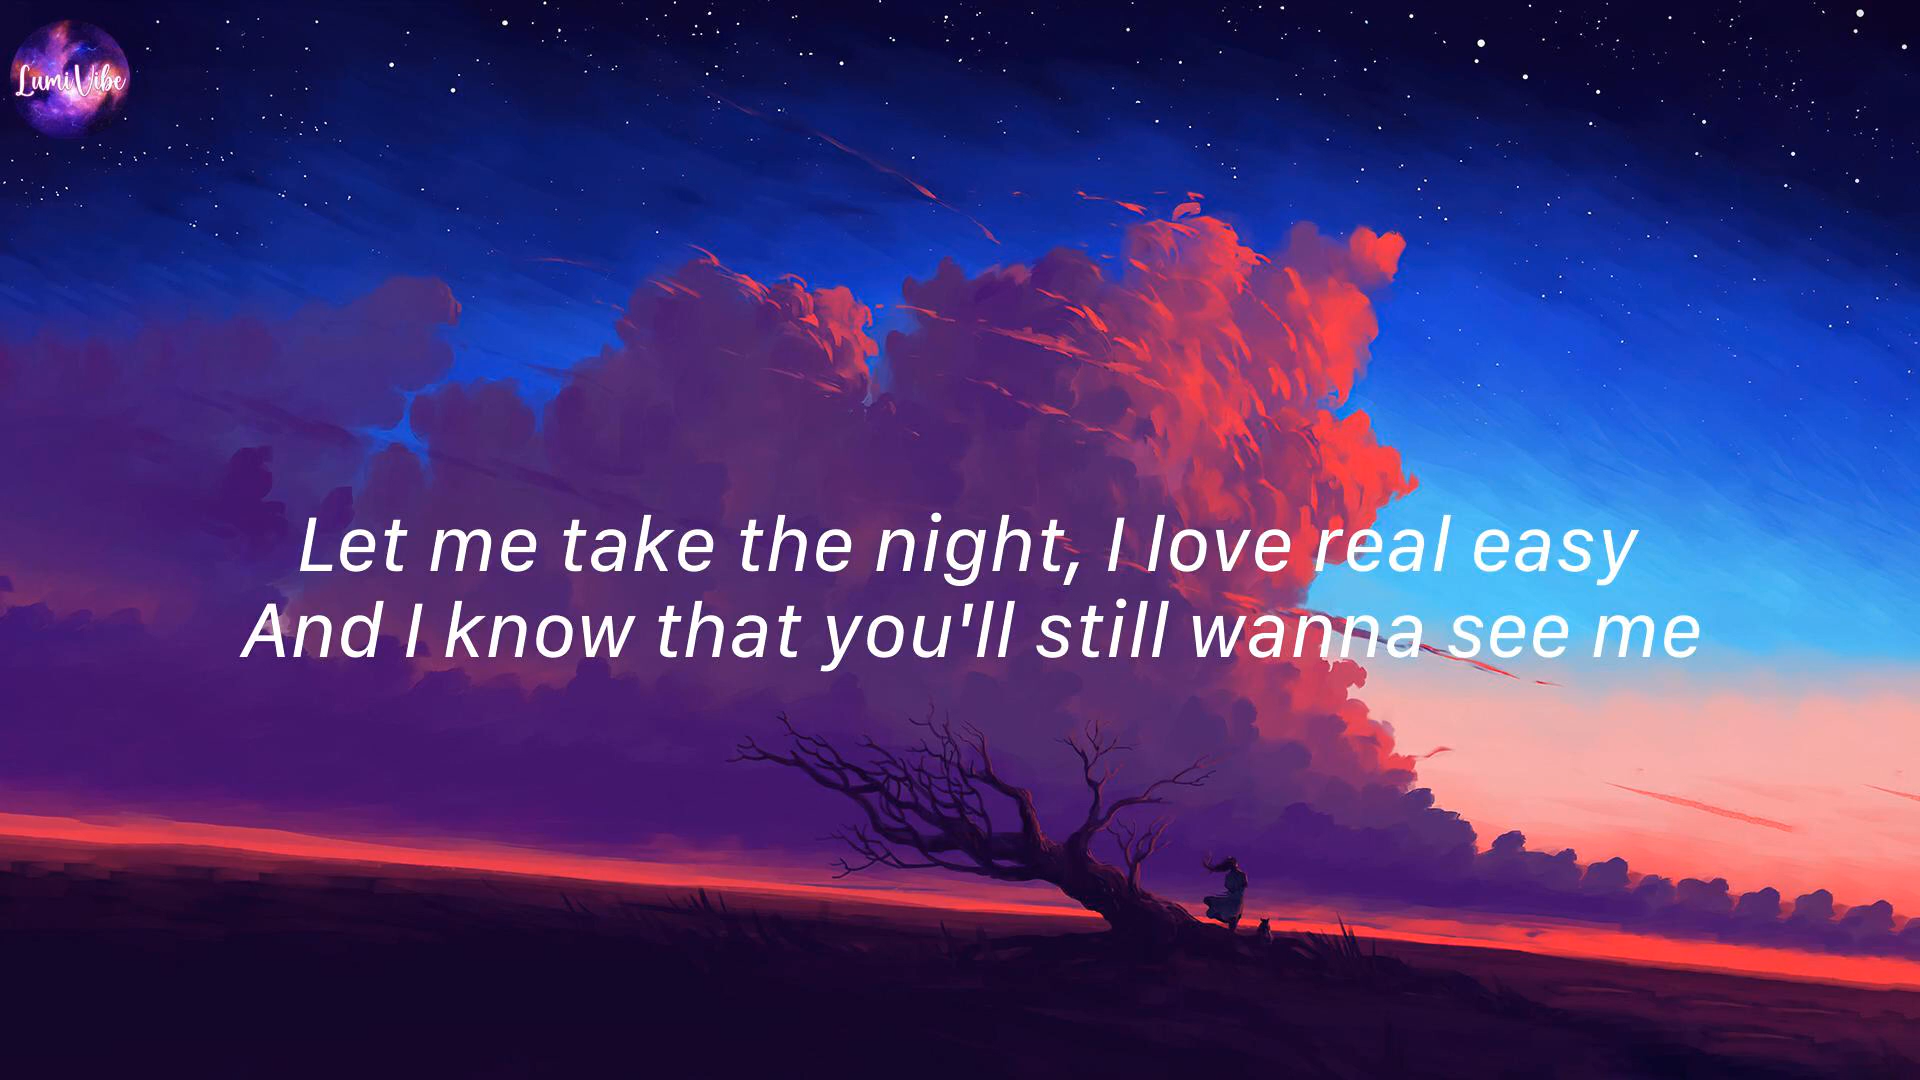 LumiVibe
Let me take the night, I love real easy
And I know that you'll still wanna see me